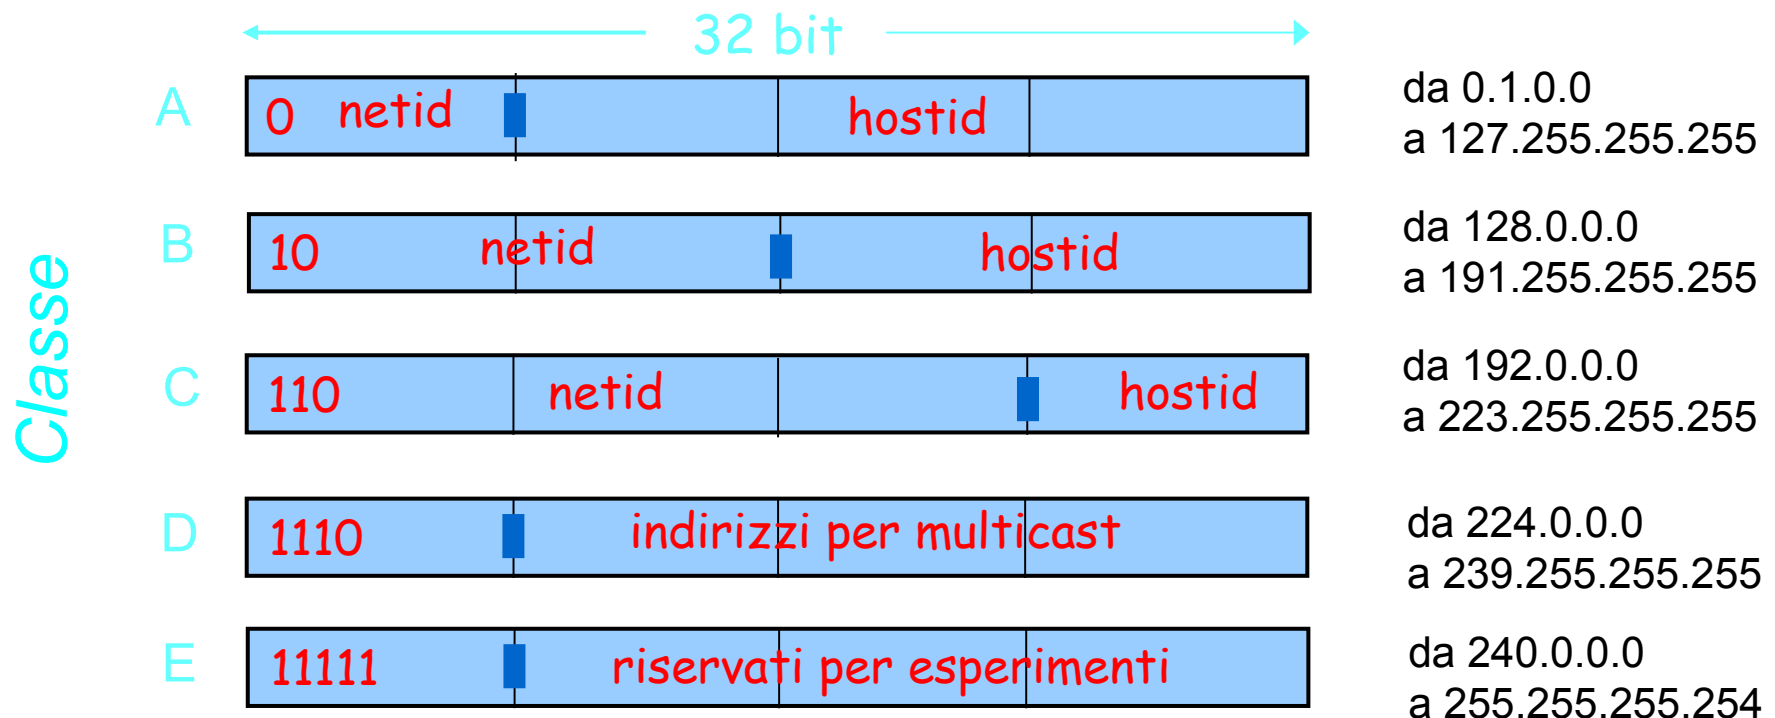 32 bit
Classe
A
0 netid hostid
da 0.1.0.0
a 127.255.255.255
B
10 netid hostid
da 128.0.0.0
a 191.255.255.255
C
110 netid hostid
da 192.0.0.0
a 223.255.255.255
D
1110 indirizzi per multicast
da 224.0.0.0
a 239.255.255.255
E
11111 riservati per esperimenti
da 240.0.0.0
a 255.255.255.254